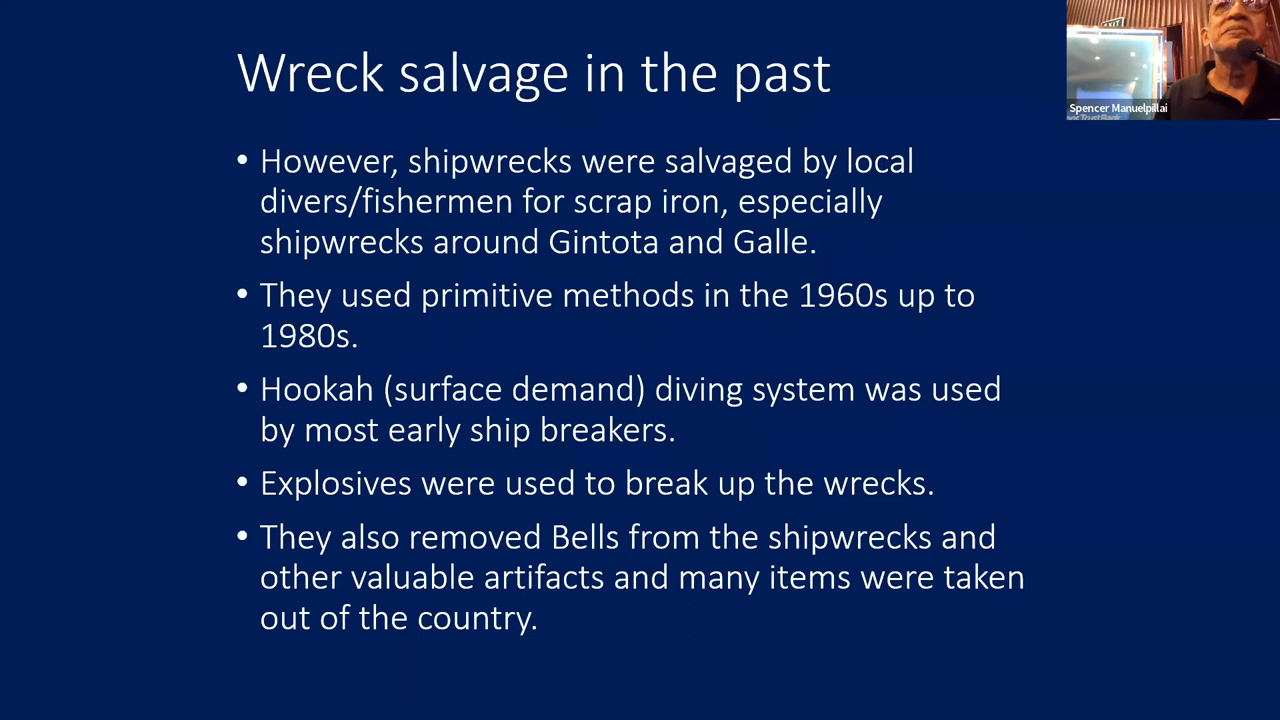 Wreck salvage in the past
• However, shipwrecks were salvaged by local
divers/fishermen for scrap iron, especially
shipwrecks around Gintota and Galle.
• They used primitive methods in the 1960s up to
1980s.
• Hookah (surface demand) diving system was used
by most early ship breakers.
• Explosives were used to break up the wrecks.
• They also removed Bells from the shipwrecks and
other valuable artifacts and many items were taken
out of the country.
Spencer Manuelpillai